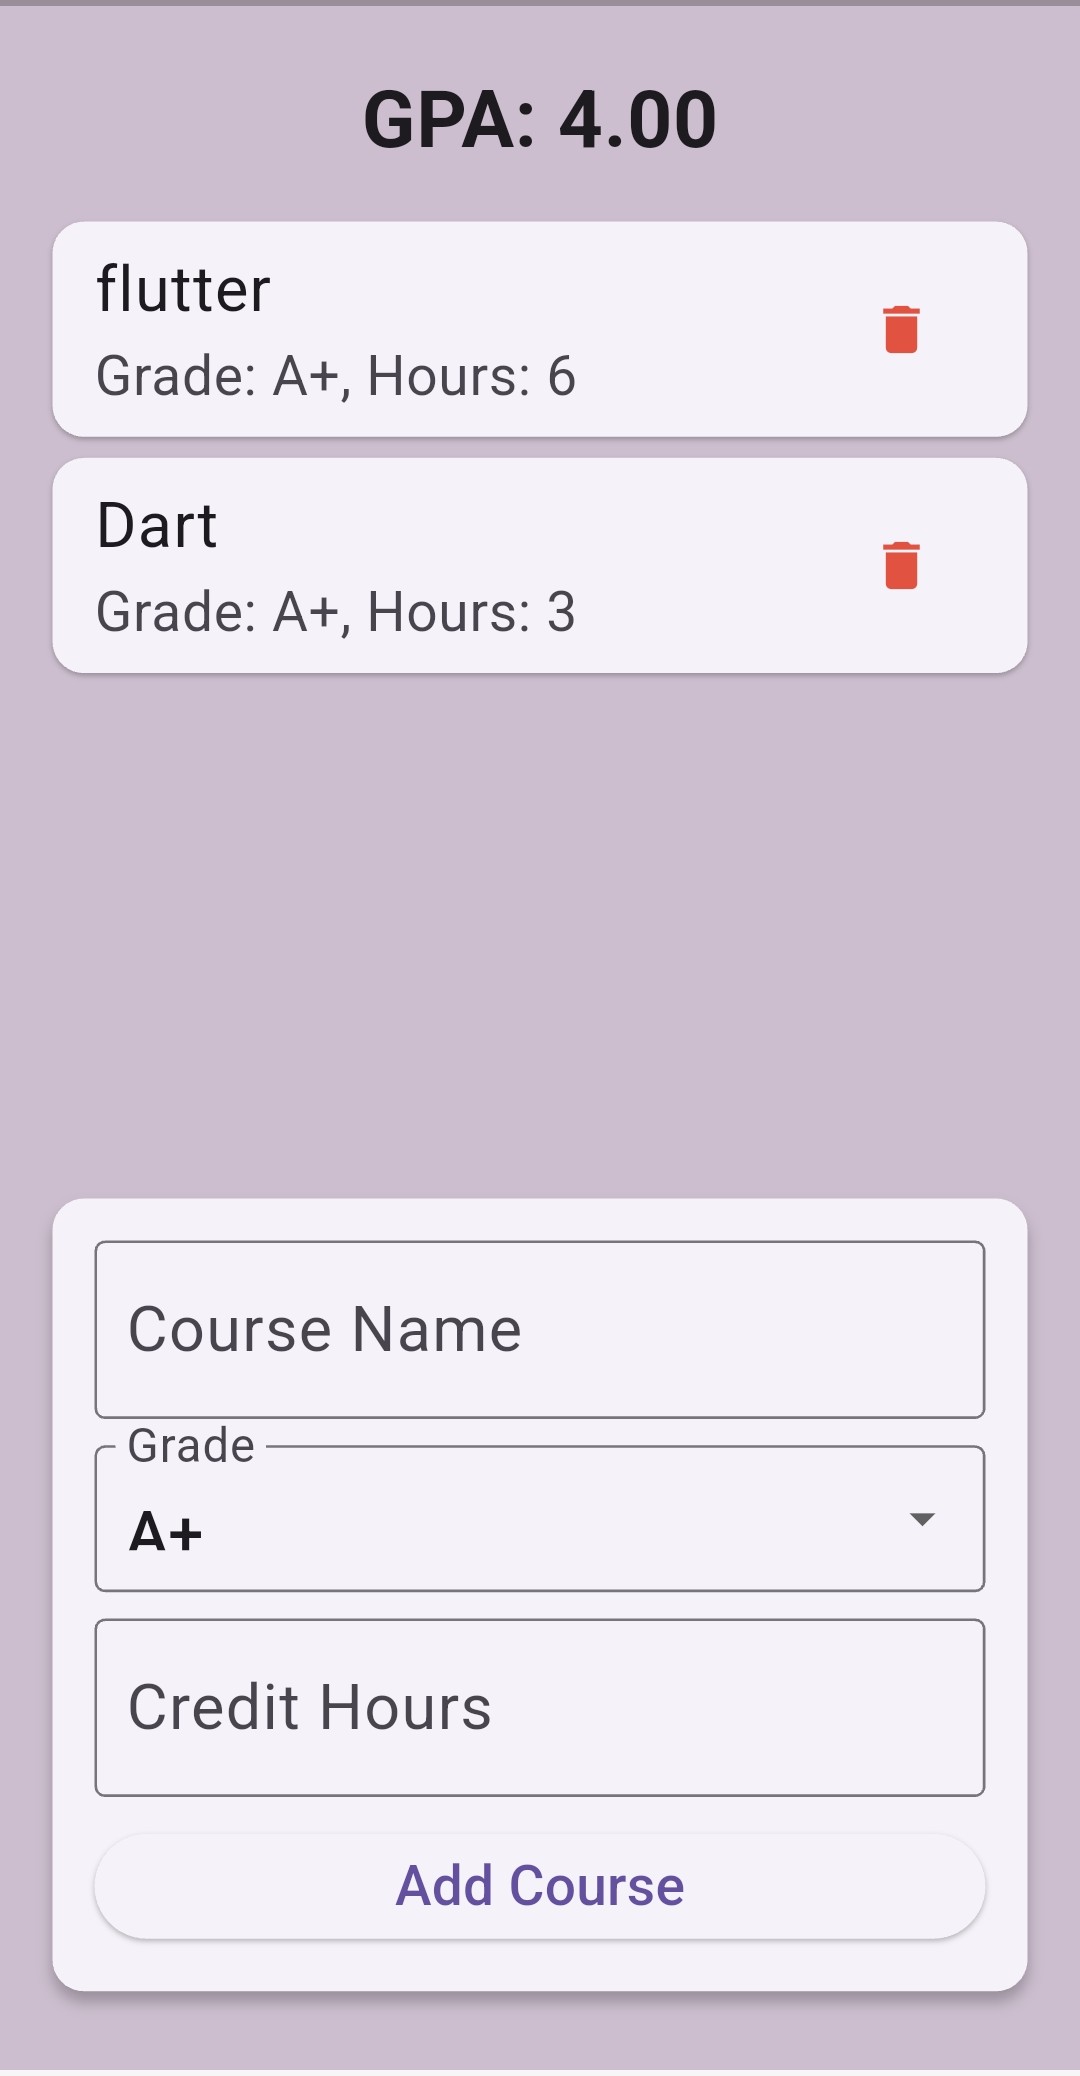 GPA: 4.00
flutter
Grade: A+, Hours: 6
Dart
Grade: A+, Hours: 3
Course Name
Grade
A+
Credit Hours
Add Course